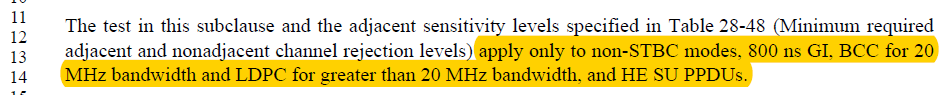 11
12
13
14
The test in this subclause and the adjacent sensitivity levels specified in Table 28-48 (Minimum required
adjacent and nonadjacent channel rejection levels) apply only to non-STBC modes, 800 ns GI, BCC for 20
MHz bandwidth and LDPC for greater than 20 MHz bandwidth, and HE SU PPDUs.